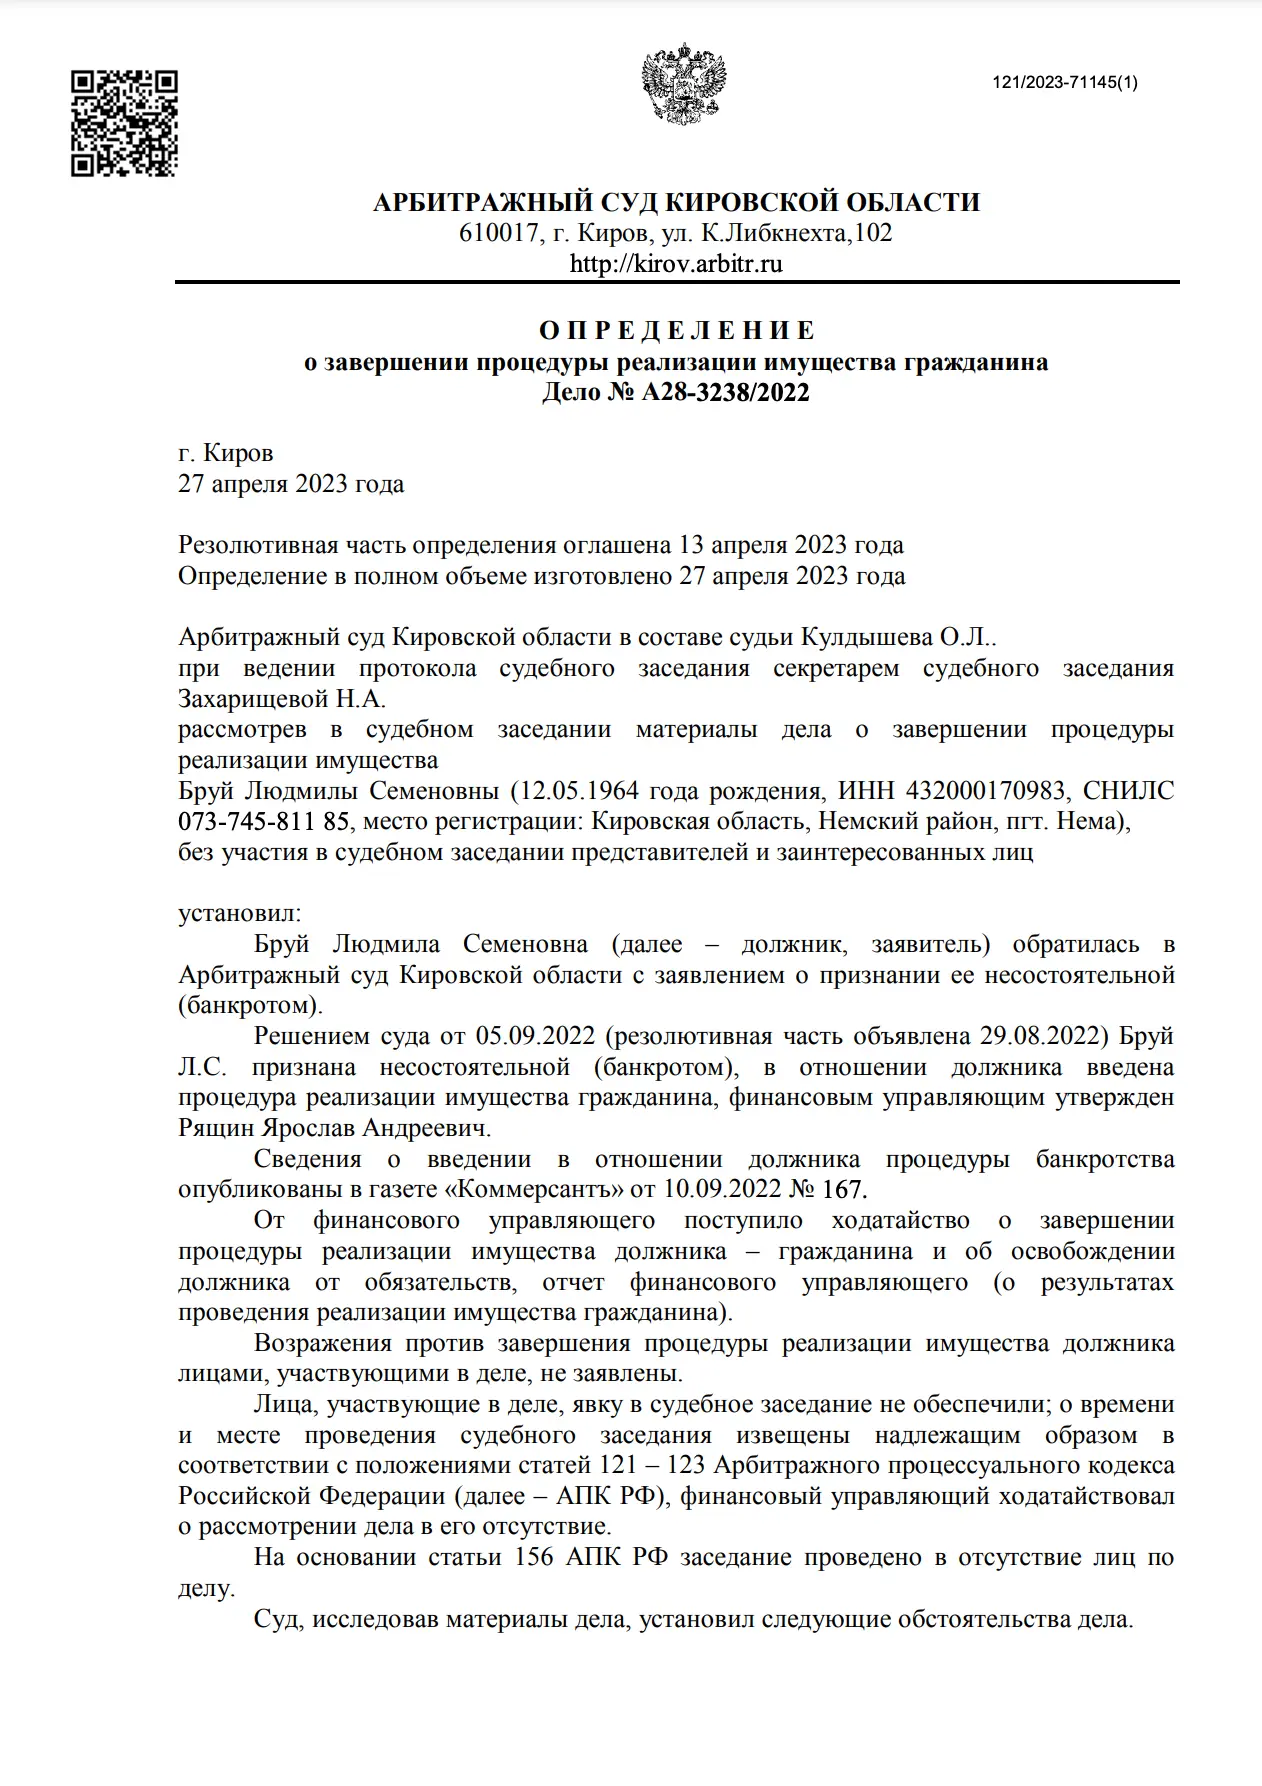 121/2023-71145(1)
АРБИТРАЖНЫЙ СУД КИРОВСКОЙ ОБЛАСТИ
610017, г. Киров, ул. К.Либкнехта,102
http://kirov.arbitr.ru
О П Р Е Д Е Л Е Н И Е
о завершении процедуры реализации имущества гражданина
Дело № А28-3238/2022
г. Киров
27 апреля 2023 года
Резолютивная часть определения оглашена 13 апреля 2023 года
Определение в полном объеме изготовлено 27 апреля 2023 года
Арбитражный суд Кировской области в составе судьи Кулдышева О.Л..
при ведении протокола судебного заседания секретарем судебного заседания
Захарищевой Н.А.
рассмотрев в судебном заседании материалы дела о завершении процедуры
реализации имущества
Бруй Людмилы Семеновны (12.05.1964 года рождения, ИНН 432000170983, СНИЛС
073-745-811 85, место регистрации: Кировская область, Немский район, пгт. Нема),
без участия в судебном заседании представителей и заинтересованных лиц
установил:
Бруй Людмила Семеновна (далее – должник, заявитель) обратилась в
Арбитражный суд Кировской области с заявлением о признании ее несостоятельной
(банкротом).
Решением суда от 05.09.2022 (резолютивная часть объявлена 29.08.2022) Бруй
Л.С. признана несостоятельной (банкротом), в отношении должника введена
процедура реализации имущества гражданина, финансовым управляющим утвержден
Рящин Ярослав Андреевич.
Сведения о введении в отношении должника процедуры банкротства
опубликованы в газете «Коммерсантъ» от 10.09.2022 № 167.
От финансового управляющего поступило ходатайство о завершении
процедуры реализации имущества должника – гражданина и об освобождении
должника от обязательств, отчет финансового управляющего (о результатах
проведения реализации имущества гражданина).
Возражения против завершения процедуры реализации имущества должника
лицами, участвующими в деле, не заявлены.
Лица, участвующие в деле, явку в судебное заседание не обеспечили; о времени
и месте проведения судебного заседания извещены надлежащим образом в
соответствии с положениями статей 121 – 123 Арбитражного процессуального кодекса
Российской Федерации (далее – АПК РФ), финансовый управляющий ходатайствовал
о рассмотрении дела в его отсутствие.
На основании статьи 156 АПК РФ заседание проведено в отсутствие лиц по
делу.
Суд, исследовав материалы дела, установил следующие обстоятельства дела.